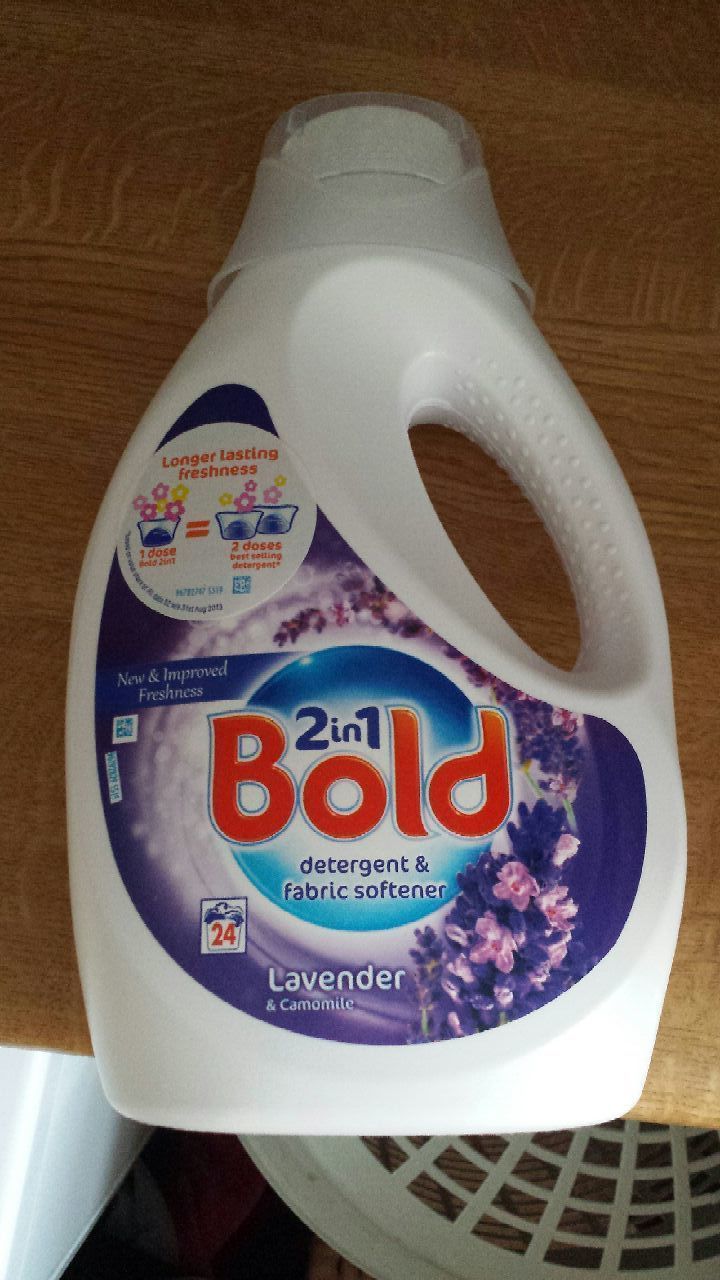 Longer lasting
freshness
1 dose
Bold 2in1
=
2 doses
best selling
detergent*
New & Improved
Freshness
2in1
Bold
detergent &
fabric softener
24
Lavender
& Camomile